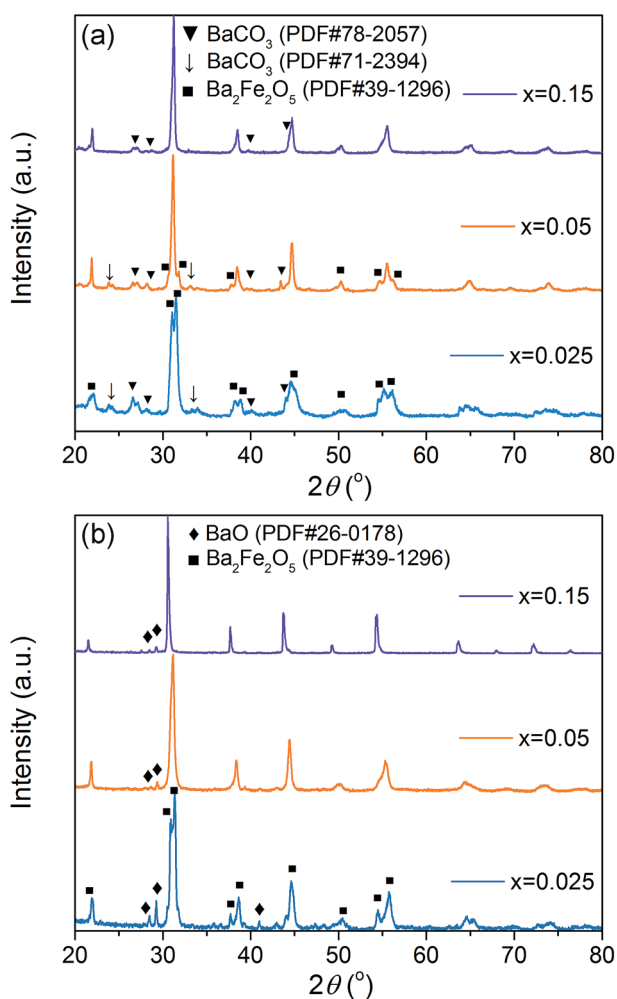 (a)
▼ BaCO₃ (PDF#78-2057)
↓ BaCO₃ (PDF#71-2394)
■ Ba₂Fe₂O₅ (PDF#39-1296)
x=0.15
x=0.05
x=0.025
Intensity (a.u.)
20 30 40 50 60 70 80
2θ (°)
(b)
♦ BaO (PDF#26-0178)
■ Ba₂Fe₂O₅ (PDF#39-1296)
x=0.15
x=0.05
x=0.025
Intensity (a.u.)
20 30 40 50 60 70 80
2θ (°)